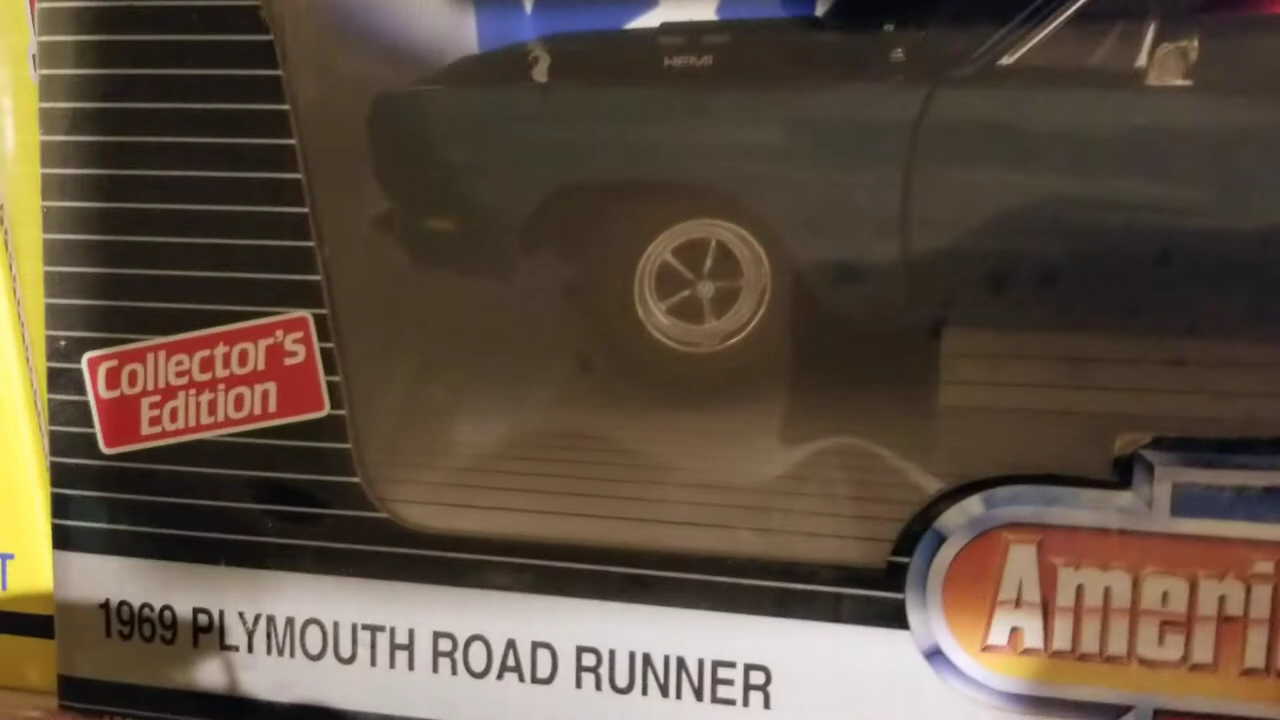 HEMI
Collector's
Edition
1969 PLYMOUTH ROAD RUNNER
Ameri
T